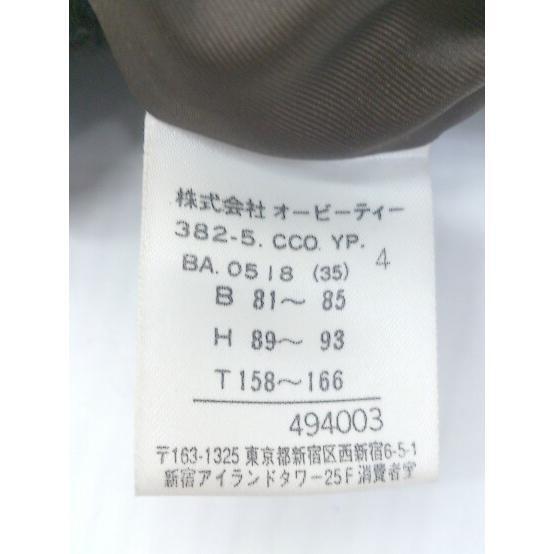 株式会社 オービーティー
382-5. CCO. YP.
BA. 0518 (35) 4
B 81〜 85
H 89〜 93
T 158〜166
494003
〒163-1325 東京都新宿区西新宿6-5-1
新宿アイランドタワー25F 消費者室